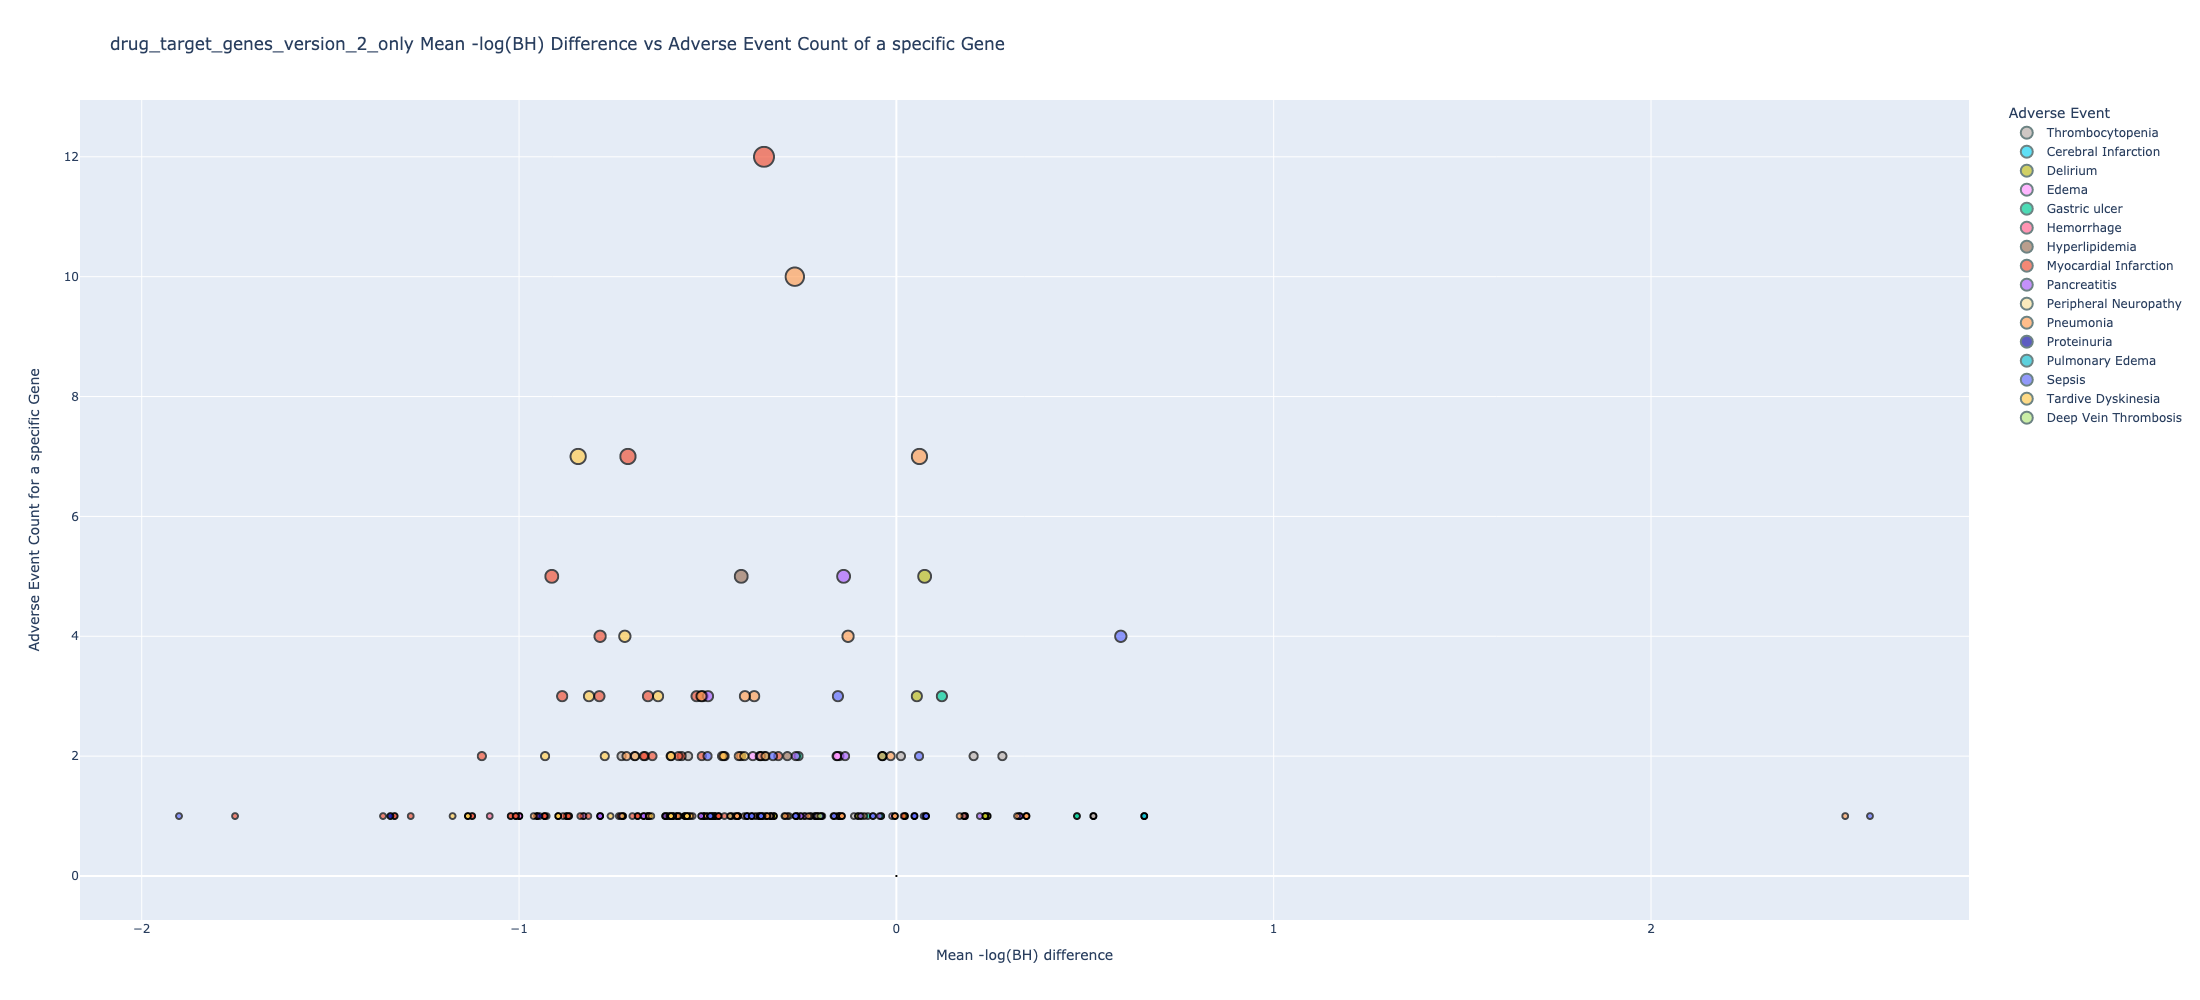 drug_target_genes_version_2_only Mean -log(BH) Difference vs Adverse Event Count of a specific Gene
Adverse Event Count for a specific Gene
12
10
8
6
4
2
0
−2
−1
0
1
2
Mean -log(BH) difference
Adverse Event
Thrombocytopenia
Cerebral Infarction
Delirium
Edema
Gastric ulcer
Hemorrhage
Hyperlipidemia
Myocardial Infarction
Pancreatitis
Peripheral Neuropathy
Pneumonia
Proteinuria
Pulmonary Edema
Sepsis
Tardive Dyskinesia
Deep Vein Thrombosis